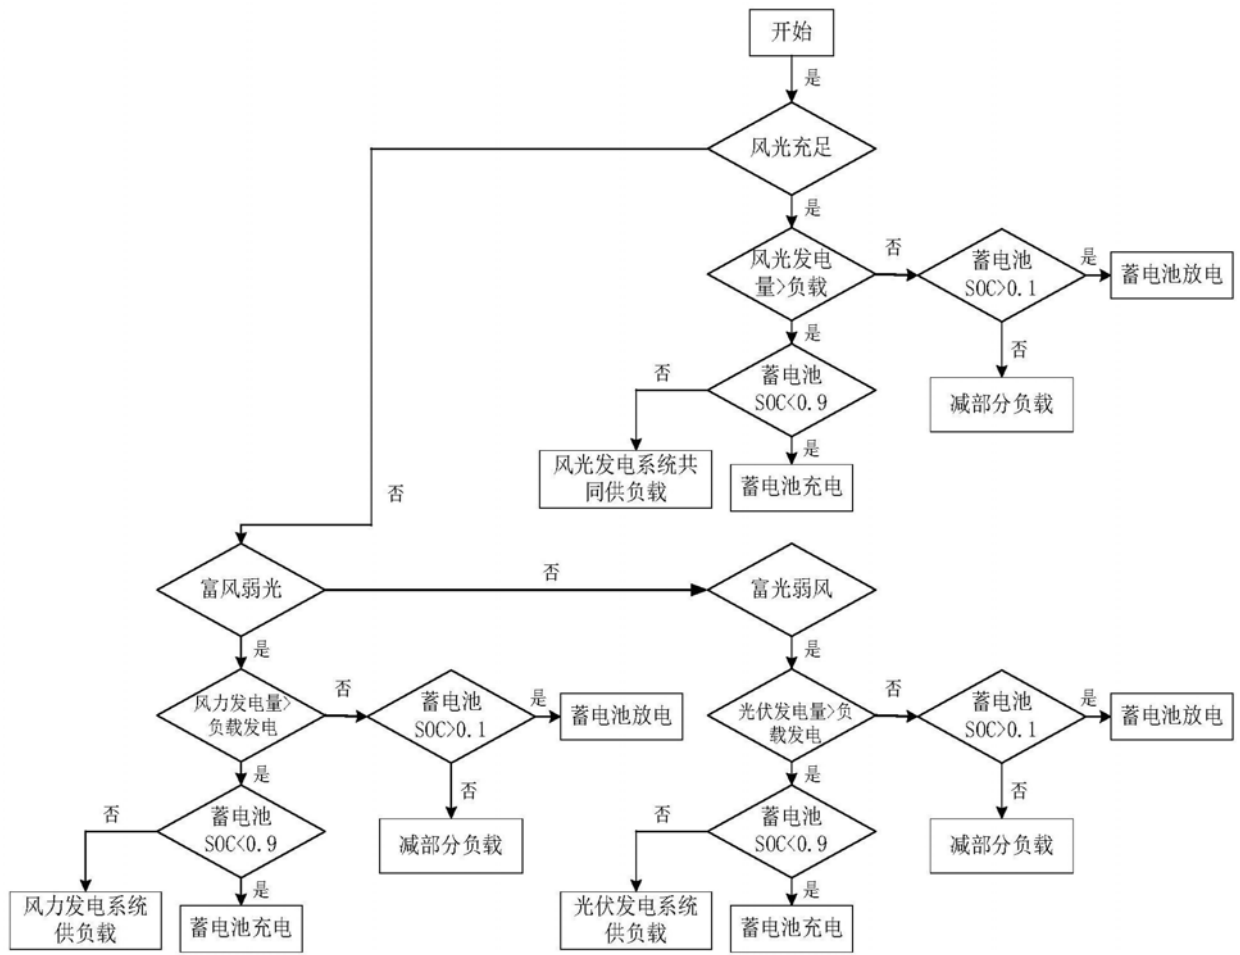 开始
是
风光充足
是
风光发电
量>负载
否
蓄电池
SOC>0.1
是
蓄电池放电
是
否
否
蓄电池
SOC<0.9
减部分负载
是
风光发电系统共
同供负载
蓄电池充电
否
富风弱光
否
富光弱风
是
是
风力发电量>
负载发电
否
蓄电池
SOC>0.1
是
蓄电池放电
光伏发电量>负
载发电
否
蓄电池
SOC>0.1
是
蓄电池放电
是
否
是
否
否
蓄电池
SOC<0.9
减部分负载
否
蓄电池
SOC<0.9
减部分负载
是
是
风力发电系统
供负载
蓄电池充电
光伏发电系统
供负载
蓄电池充电